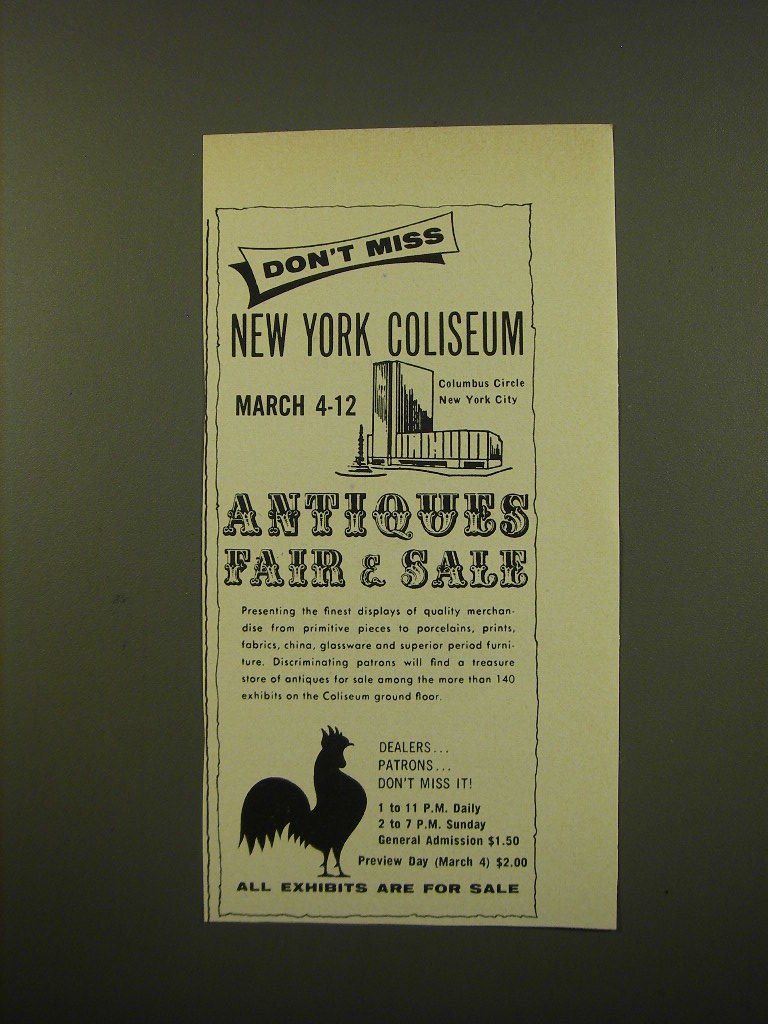 DON'T MISS
NEW YORK COLISEUM
MARCH 4-12
Columbus Circle
New York City
ANTIQUES
FAIR & SALE
Presenting the finest displays of quality merchan-
dise from primitive pieces to porcelains, prints,
fabrics, china, glassware and superior period furni-
ture. Discriminating patrons will find a treasure
store of antiques for sale among the more than 140
exhibits on the Coliseum ground floor.
DEALERS...
PATRONS...
DON'T MISS IT!
1 to 11 P.M. Daily
2 to 7 P.M. Sunday
General Admission $1.50
Preview Day (March 4) $2.00
ALL EXHIBITS ARE FOR SALE